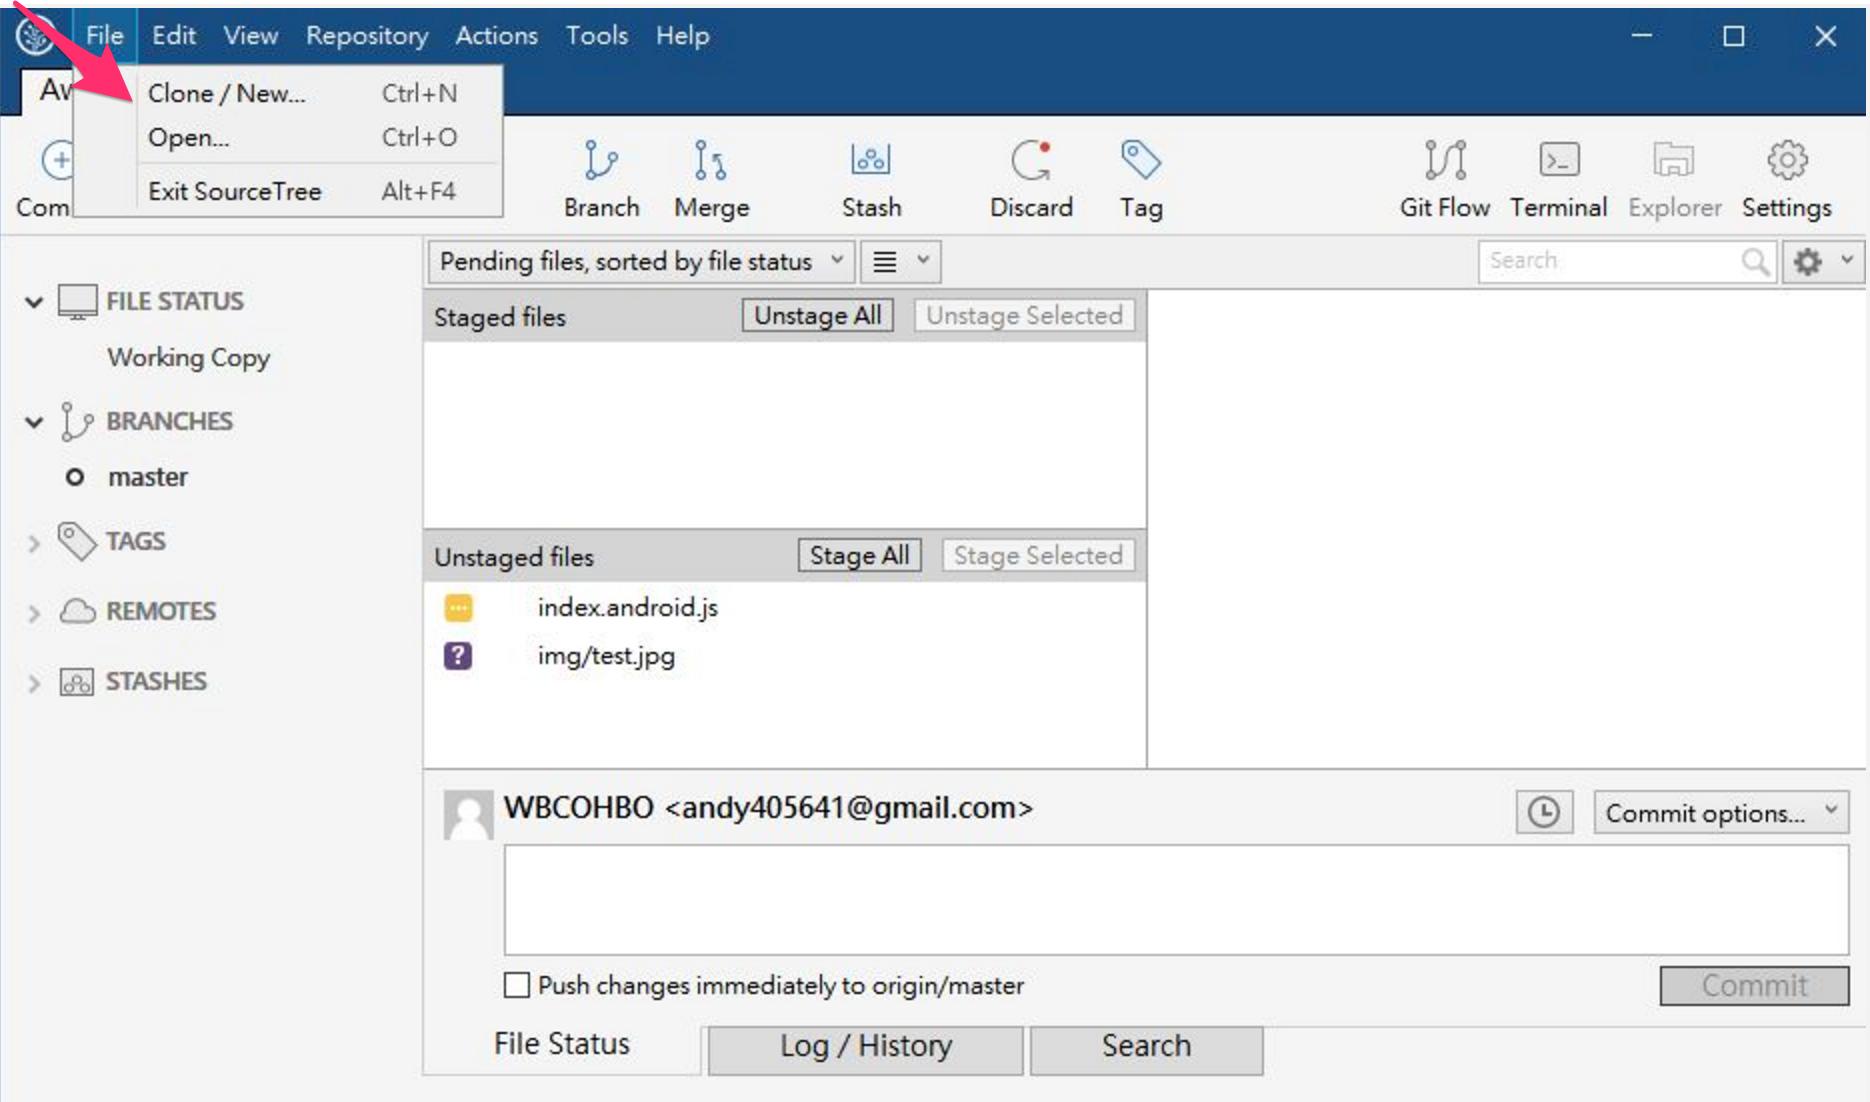 File Edit View Repository Actions Tools Help
Clone / New... Ctrl+N
Open... Ctrl+O
Exit SourceTree Alt+F4
Branch Merge Stash Discard Tag Git Flow Terminal Explorer Settings
Pending files, sorted by file status Search
FILE STATUS
Working Copy
BRANCHES
master
TAGS
REMOTES
STASHES
Staged files Unstage All Unstage Selected
Unstaged files Stage All Stage Selected
index.android.js
? img/test.jpg
WBCOHBO <andy405641@gmail.com> Commit options...
Push changes immediately to origin/master Commit
File Status Log / History Search